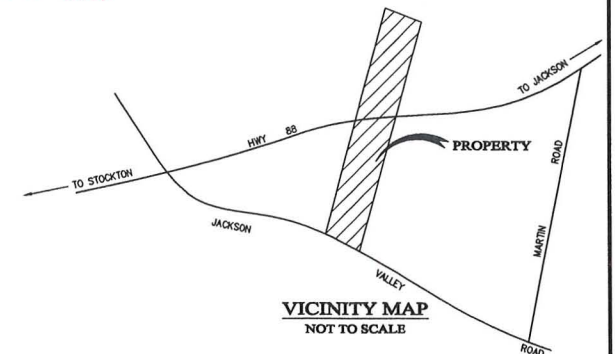 TO JACKSON
HWY 88
PROPERTY
ROAD
TO STOCKTON
JACKSON
MARTIN
VALLEY
VICINITY MAP
NOT TO SCALE
ROAD